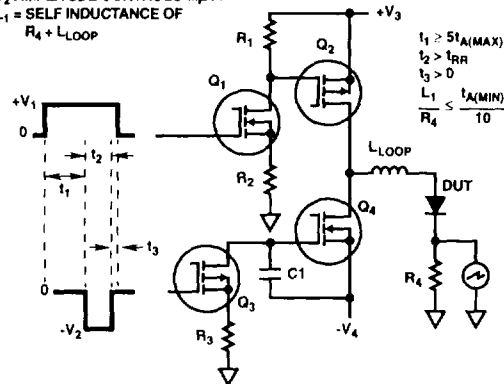 L1 = SELF INDUCTANCE OF
R4 + LLOOP
+V1
0
t2
t1
t3
0
-V2
R1
Q1
R2
Q2
+V3
t1 ≥ 5tA(MAX)
t2 > tRR
t3 > 0
L1/R4 ≤ tA(MIN)/10
LLOOP
DUT
Q4
R4
C1
Q3
R3
-V4